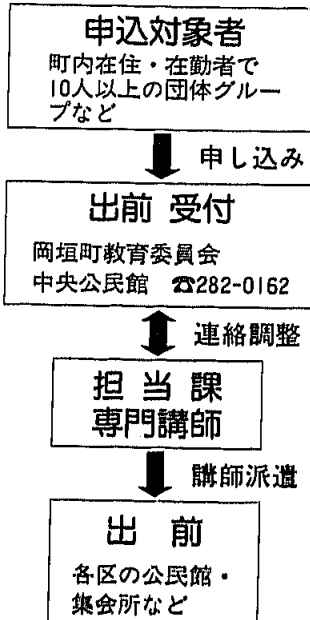 申込対象者
町内在住・在勤者で
10人以上の団体グルー
プなど
申し込み
出前 受付
岡垣町教育委員会
中央公民館 ☎282-0162
連絡調整
担当課
専門講師
講師派遣
出前
各区の公民館・
集会所など